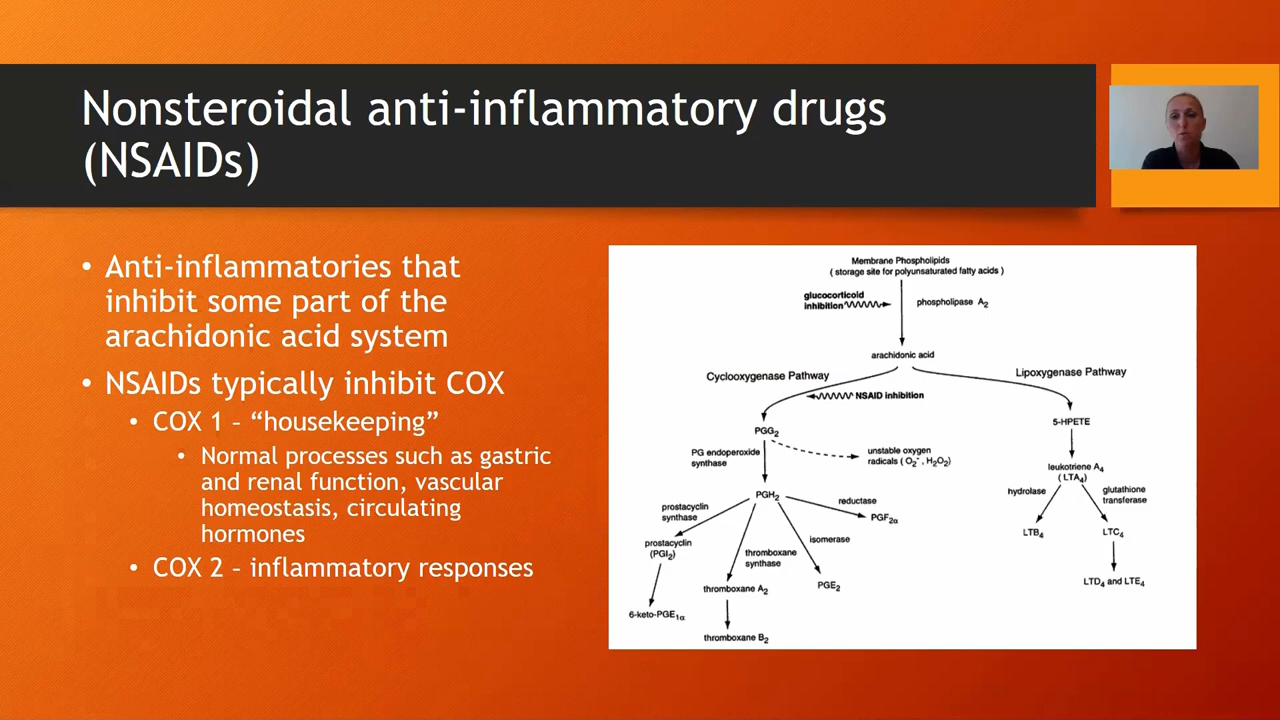 Nonsteroidal anti-inflammatory drugs
(NSAIDs)
• Anti-inflammatories that
inhibit some part of the
arachidonic acid system
• NSAIDs typically inhibit COX
• COX 1 – “housekeeping”
• Normal processes such as gastric
and renal function, vascular
homeostasis, circulating
hormones
• COX 2 – inflammatory responses
Membrane Phospholipids
( storage site for polyunsaturated fatty acids )
glucocorticoid
inhibition
phospholipase A₂
arachidonic acid
Cyclooxygenase Pathway
Lipoxygenase Pathway
NSAID inhibition
PGG₂
5-HPETE
PG endoperoxide
synthase
unstable oxygen
radicals ( O₂⁻ , H₂O₂)
leukotriene A₄
( LTA₄)
PGH₂
hydrolase
glutathione
transferase
reductase
prostacyclin
synthase
PGF₂α
LTB₄
LTC₄
isomerase
prostacyclin
(PGI₂)
thromboxane
synthase
thromboxane A₂
PGE₂
LTD₄ and LTE₄
6-keto-PGE₁α
thromboxane B₂